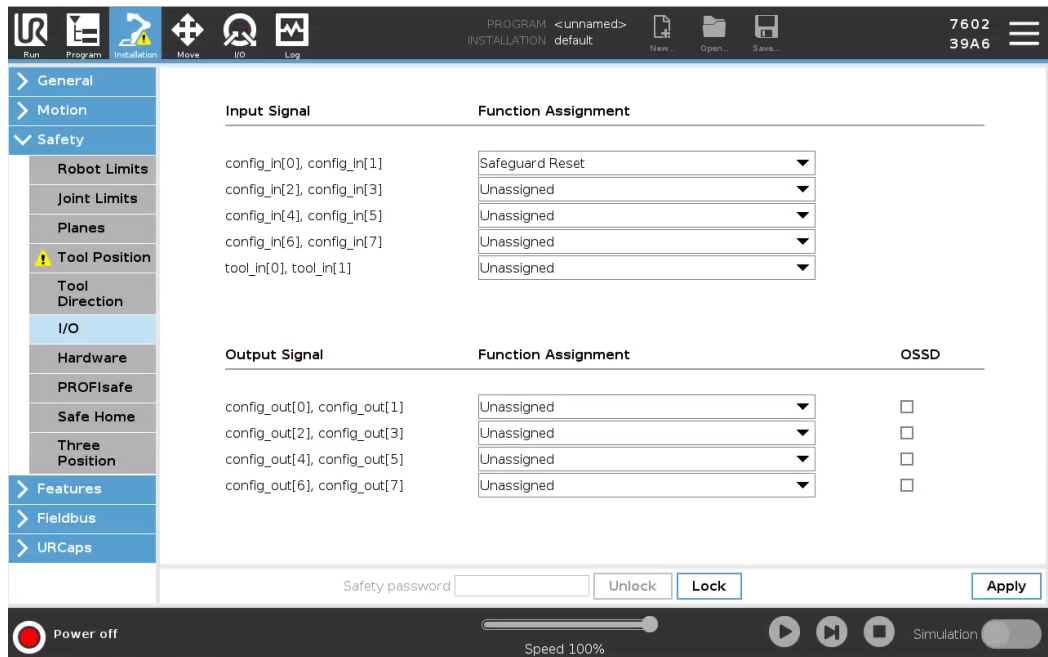 PROGRAM <unnamed>
INSTALLATION default
7602
39A6
UR
Run Program Installation Move I/O Log New... Open... Save...
General
Motion
Safety
Robot Limits
Joint Limits
Planes
Tool Position
Tool
Direction
I/O
Hardware
PROFIsafe
Safe Home
Three
Position
Features
Fieldbus
URCaps
Input Signal Function Assignment
config_in[0], config_in[1] Safeguard Reset
config_in[2], config_in[3] Unassigned
config_in[4], config_in[5] Unassigned
config_in[6], config_in[7] Unassigned
tool_in[0], tool_in[1] Unassigned
Output Signal Function Assignment OSSD
config_out[0], config_out[1] Unassigned
config_out[2], config_out[3] Unassigned
config_out[4], config_out[5] Unassigned
config_out[6], config_out[7] Unassigned
Safety password Unlock Lock Apply
Power off
Speed 100%
Simulation